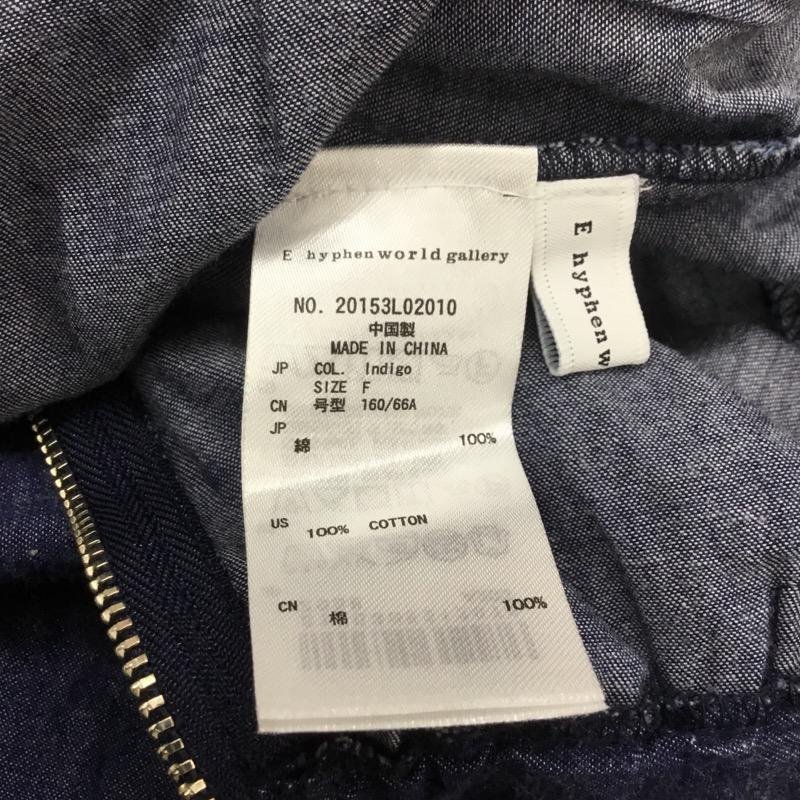 E hyphen world gallery
NO. 20153L02010
中国製
MADE IN CHINA
JP COL. Indigo
SIZE F
CN 号型 160/66A
JP
綿 100%
US 100% COTTON
CN 棉 100%
E hyphen w